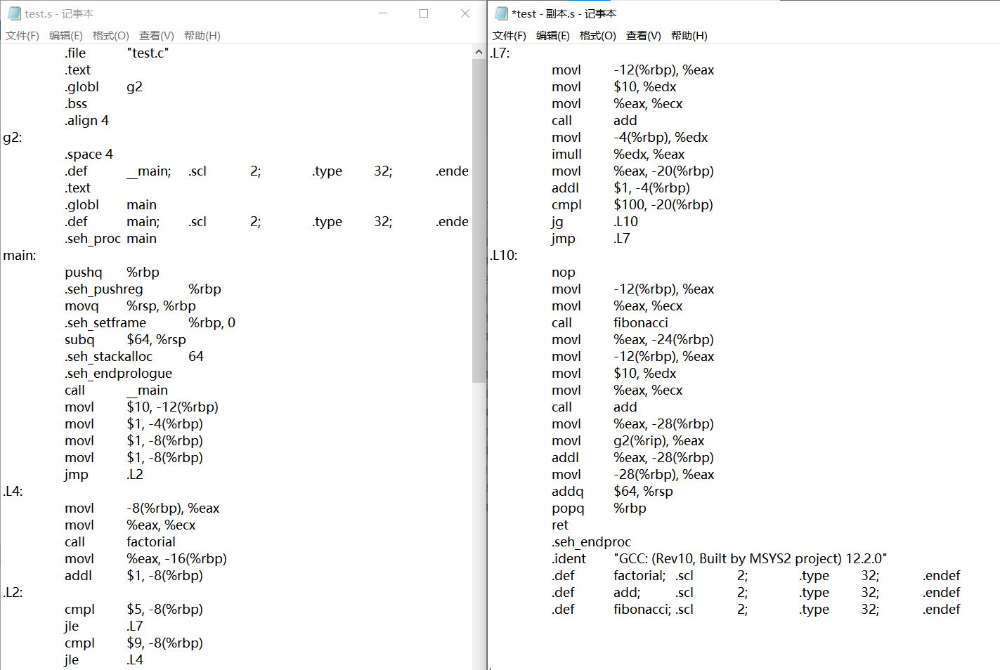 test.s - 记事本
文件(F) 编辑(E) 格式(O) 查看(V) 帮助(H)
.file "test.c"
.text
.globl g2
.bss
.align 4
g2:
.space 4
.def __main; .scl 2; .type 32; .ende
.text
.globl main
.def main; .scl 2; .type 32; .ende
.seh_proc main
main:
pushq %rbp
.seh_pushreg %rbp
movq %rsp, %rbp
.seh_setframe %rbp, 0
subq $64, %rsp
.seh_stackalloc 64
.seh_endprologue
call __main
movl $10, -12(%rbp)
movl $1, -4(%rbp)
movl $1, -8(%rbp)
movl $1, -8(%rbp)
jmp .L2
.L4:
movl -8(%rbp), %eax
movl %eax, %ecx
call factorial
movl %eax, -16(%rbp)
addl $1, -8(%rbp)
.L2:
cmpl $5, -8(%rbp)
jle .L7
cmpl $9, -8(%rbp)
jle .L4
*test - 副本.s - 记事本
文件(F) 编辑(E) 格式(O) 查看(V) 帮助(H)
.L7:
movl -12(%rbp), %eax
movl $10, %edx
movl %eax, %ecx
call add
movl -4(%rbp), %edx
imull %edx, %eax
movl %eax, -20(%rbp)
addl $1, -4(%rbp)
cmpl $100, -20(%rbp)
jg .L10
jmp .L7
.L10:
nop
movl -12(%rbp), %eax
movl %eax, %ecx
call fibonacci
movl %eax, -24(%rbp)
movl -12(%rbp), %eax
movl $10, %edx
movl %eax, %ecx
call add
movl %eax, -28(%rbp)
movl g2(%rip), %eax
addl %eax, -28(%rbp)
movl -28(%rbp), %eax
addq $64, %rsp
popq %rbp
ret
.seh_endproc
.ident "GCC: (Rev10, Built by MSYS2 project) 12.2.0"
.def factorial; .scl 2; .type 32; .endef
.def add; .scl 2; .type 32; .endef
.def fibonacci; .scl 2; .type 32; .endef